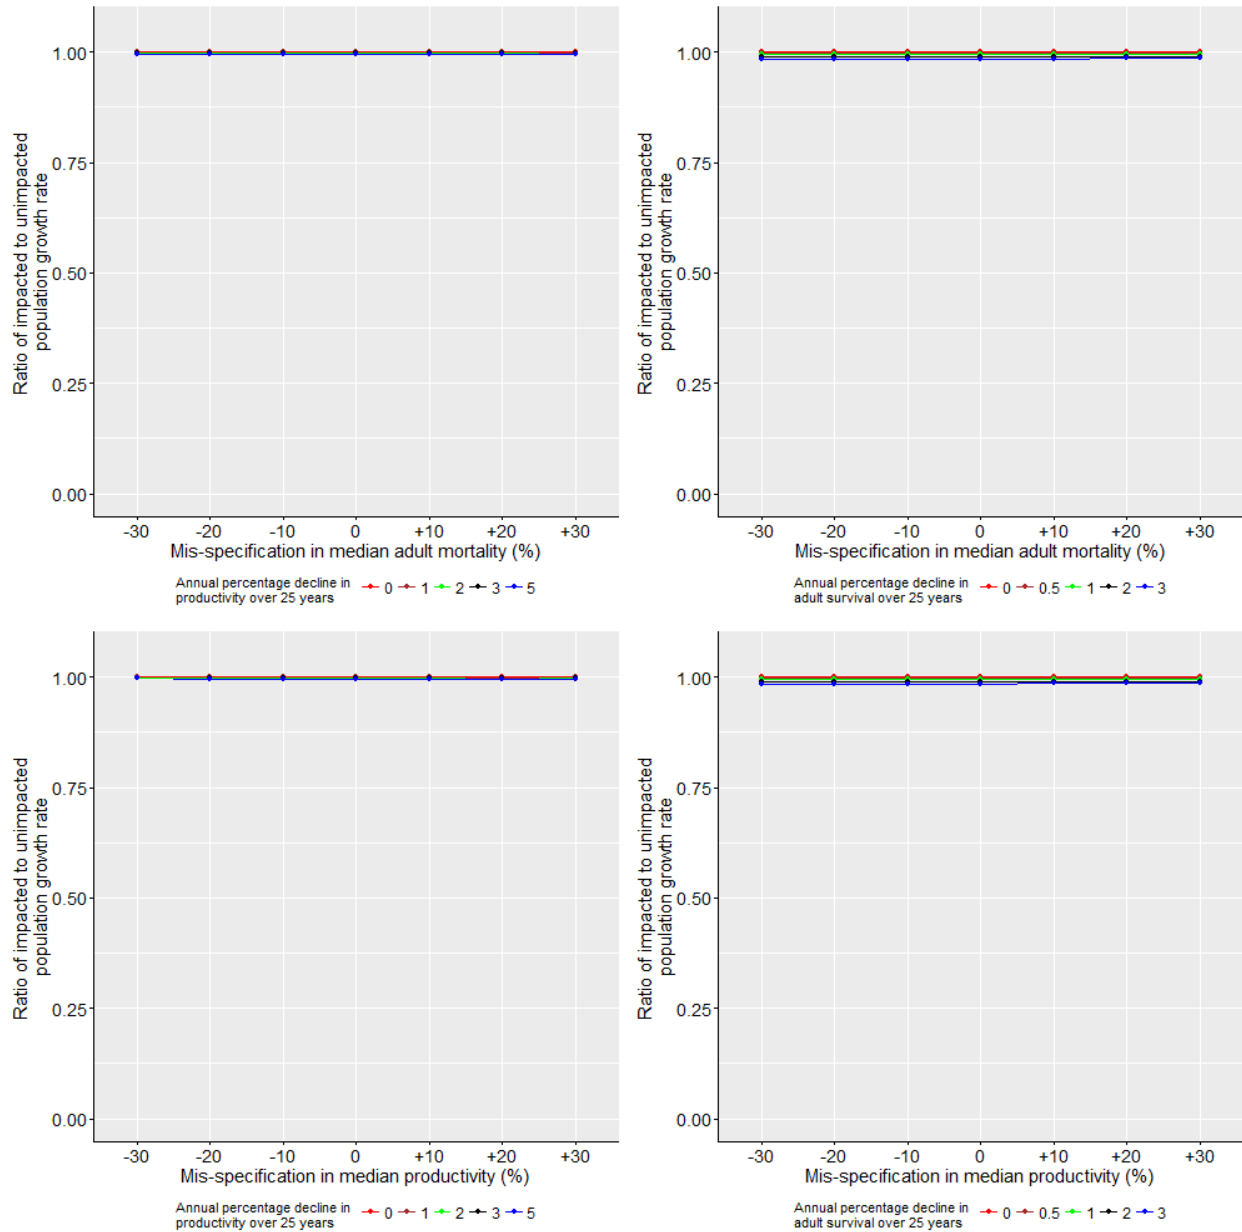 Ratio of impacted to unimpacted
population growth rate
1.00
0.75
0.50
0.25
0.00
-30 -20 -10 0 +10 +20 +30
Mis-specification in median adult mortality (%)
Annual percentage decline in
productivity over 25 years
0 1 2 3 5
Ratio of impacted to unimpacted
population growth rate
1.00
0.75
0.50
0.25
0.00
-30 -20 -10 0 +10 +20 +30
Mis-specification in median adult mortality (%)
Annual percentage decline in
adult survival over 25 years
0 0.5 1 2 3
Ratio of impacted to unimpacted
population growth rate
1.00
0.75
0.50
0.25
0.00
-30 -20 -10 0 +10 +20 +30
Mis-specification in median productivity (%)
Annual percentage decline in
productivity over 25 years
0 1 2 3 5
Ratio of impacted to unimpacted
population growth rate
1.00
0.75
0.50
0.25
0.00
-30 -20 -10 0 +10 +20 +30
Mis-specification in median productivity (%)
Annual percentage decline in
adult survival over 25 years
0 0.5 1 2 3